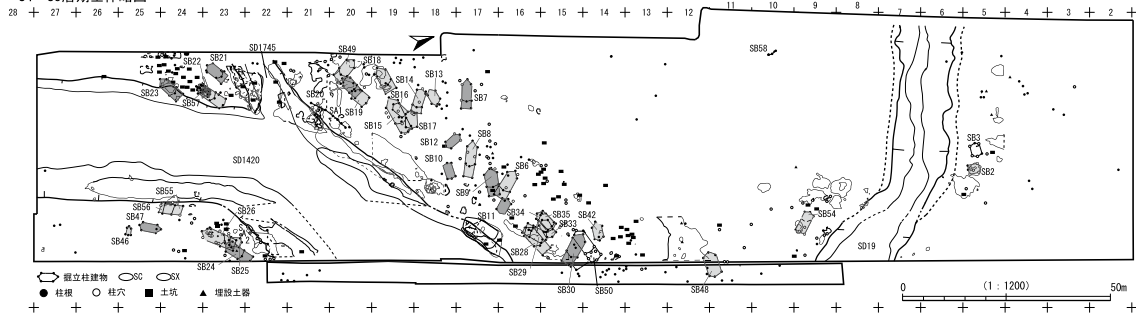 28 27 26 25 24 23 22 21 20 19 18 17 16 15 14 13 12 11 10 9 8 7 6 5 4 3 2
SD1745
SB49
SB58
SB22
SB21
SB18
SB14
SB13
SB23
SB57
SB20
SA1
SB19
SB16
SB7
SB15
SB17
SB8
SB12
SB3
SD1420
SB10
SB6
SB2
SB9
SB55
SB56
SB26
SB34
SB35
SB42
SB54
SB47
SB11
SB33
SB46
SB28
SD19
SB24
SB25
SB29
SB30
SB50
SB48
掘立柱建物 SC SX
柱根 柱穴 土坑 埋設土器
0 (1：1200) 50m